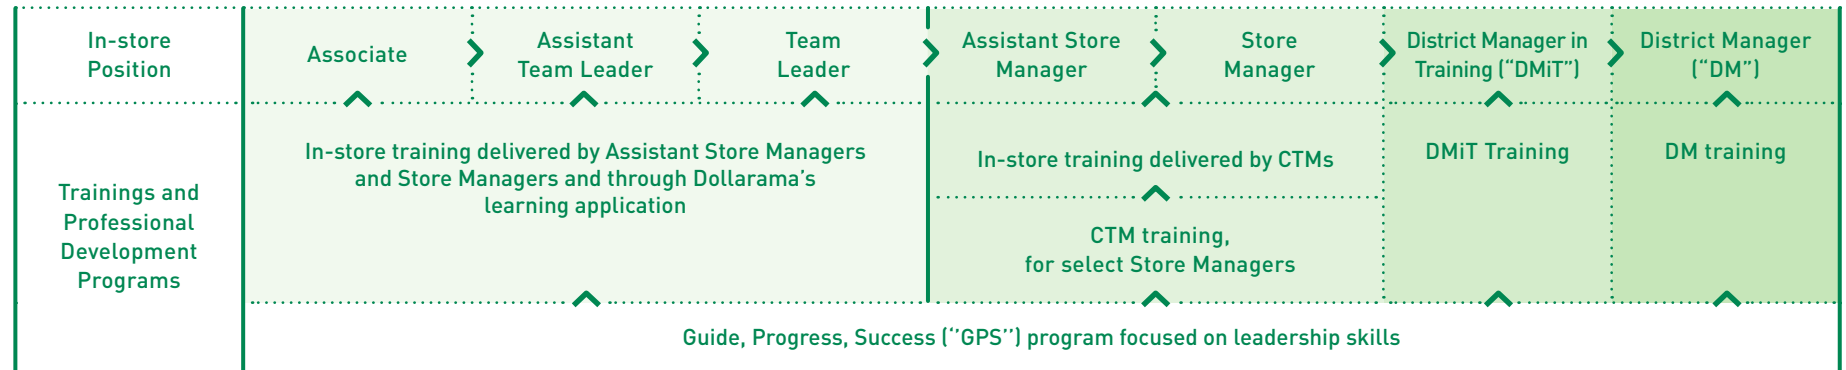 In-store
Position
Associate
Assistant
Team Leader
Team
Leader
Assistant Store
Manager
Store
Manager
District Manager in
Training (“DMiT”)
District Manager
(“DM”)
Trainings and
Professional
Development
Programs
In-store training delivered by Assistant Store Managers
and Store Managers and through Dollarama’s
learning application
In-store training delivered by CTMs
CTM training,
for select Store Managers
DMiT Training
DM training
Guide, Progress, Success (‘’GPS’’) program focused on leadership skills